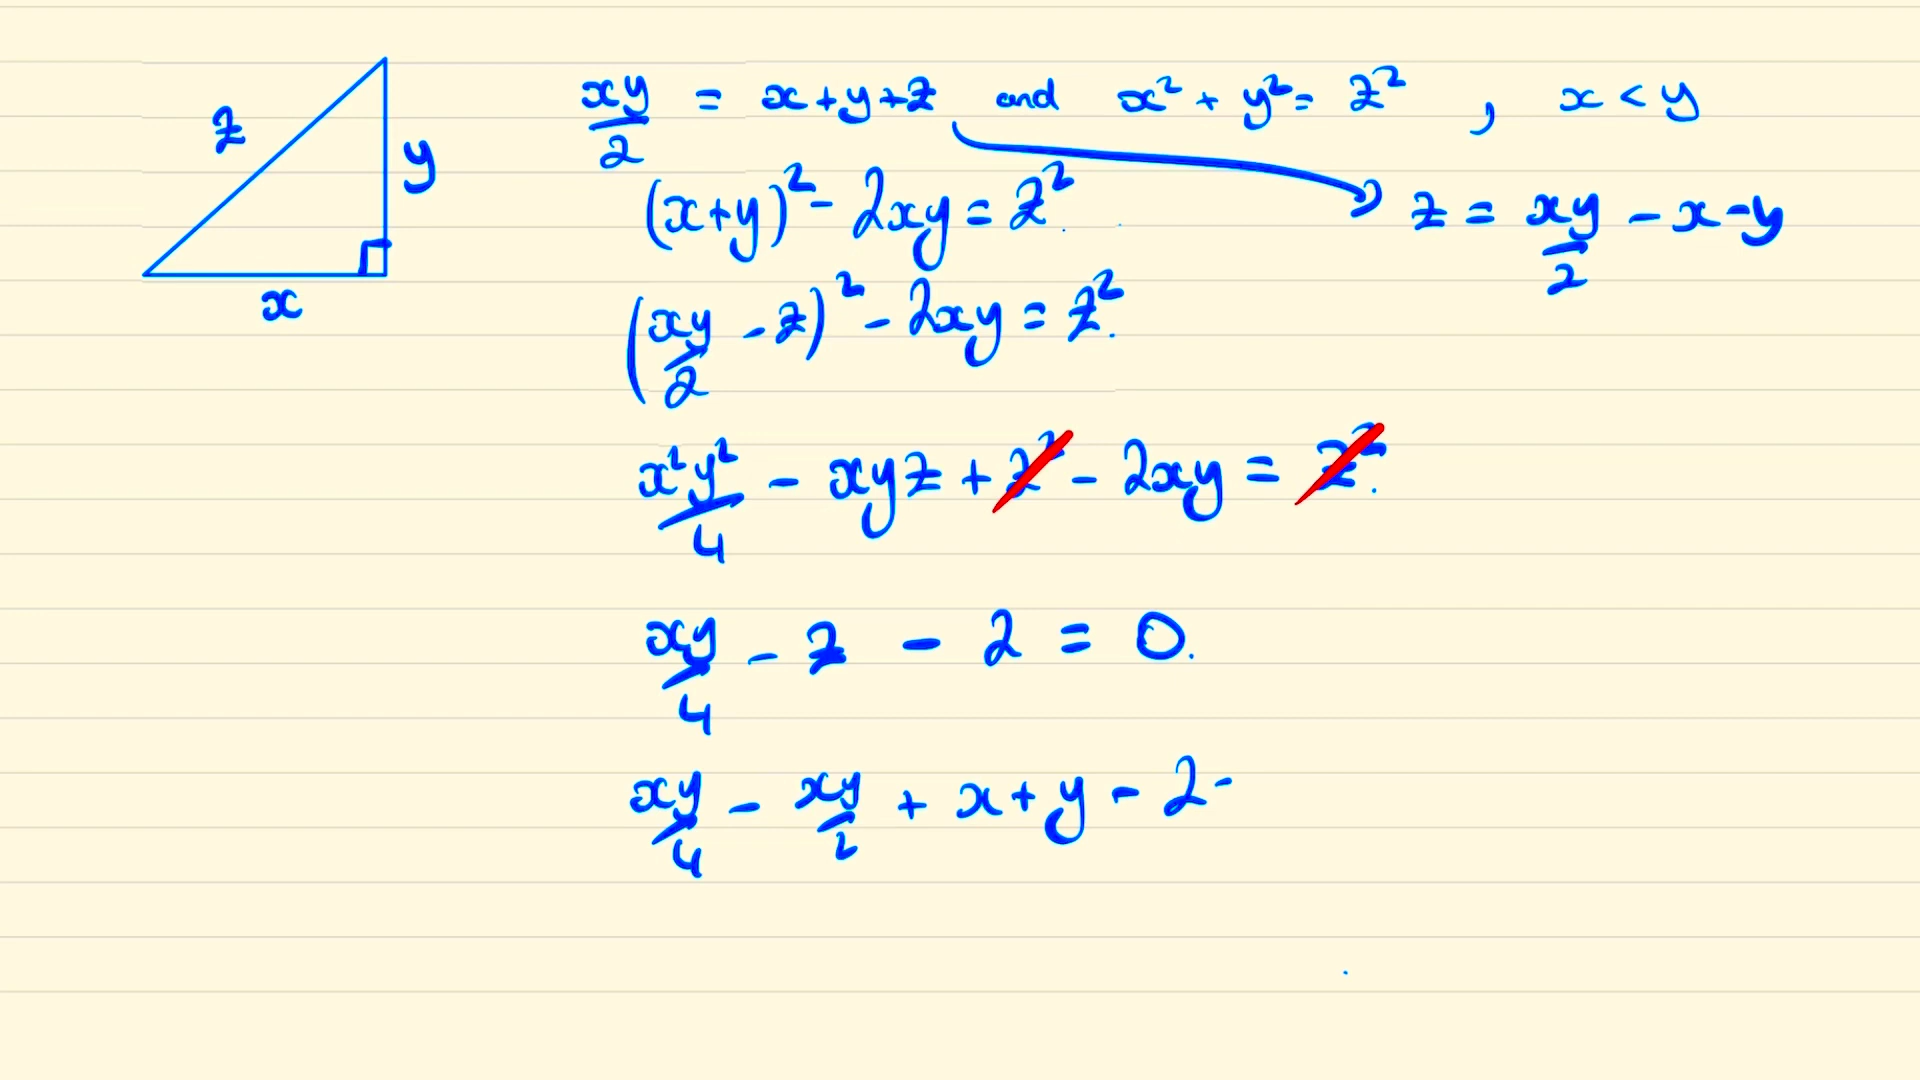 xy/2 = x+y+z and x² + y² = z² , x < y
(x+y)² - 2xy = z².
z = xy/2 - x - y
(xy/2 - z)² - 2xy = z².
x²y²/4 - xyz + z² - 2xy = z².
xy/4 - z - 2 = 0.
xy/4 - xy/2 + x+y - 2 -
z
y
x